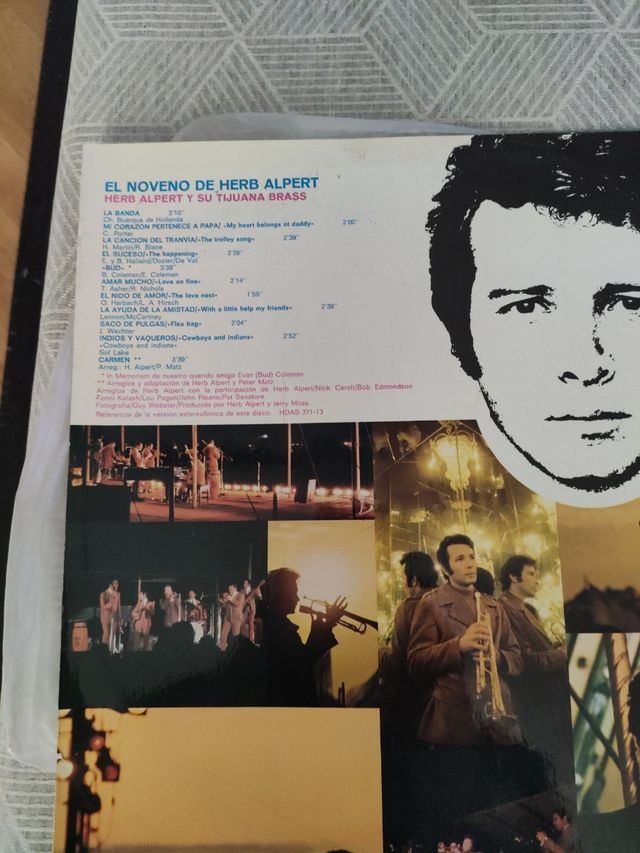 EL NOVENO DE HERB ALPERT
HERB ALPERT Y SU TIJUANA BRASS
LA BANDA 2'10"
Ch. Buarque de Hollanda
MI CORAZON PERTENECE A PAPA/«My heart belongs ot daddy» 2'00"
C. Porter
LA CANCION DEL TRANVIA/«The trolley song» 2'39"
H. Martin/R. Blane
EL SUCESO/«The happening» 2'26"
E. y B. Holland/Dozier/De Vol
«BUD» * 3'38"
B. Coleman/E. Coleman
AMAR MUCHO/«Love so fine» 2'14"
T. Asher/R. Nichols
EL NIDO DE AMOR/«The love nest» 1'59"
O. Harbach/L. A. Hirsch
LA AYUDA DE LA AMISTAD/«With a little help my friends» 2'38"
Lennon/McCartney
SACO DE PULGAS/«Flea bag» 2'04"
J. Wechter
INDIOS Y VAQUEROS/«Cowboys and indians» 2'52"
«Cowboys and indians»
Sol Lake
CARMEN ** 3'39"
Arreg.: H. Alpert/P. Matz
* In Memorism de nuestro querido amigo Evan (Bud) Coleman
** Arreglos y adaptación de Herb Alpert y Peter Matz
Arreglos de Herb Alpert con la participación de Herb Alpert/Nick Ceroli/Bob Edmondson
Tonni Kalash/Lou Pagani/John Pisano/Pat Senatore.
Fotografía/Guy Webster/Producido por Herb Alpert y Jerry Moss.
Referencia de la versión estereofónica de este disco: HDAS 371-13